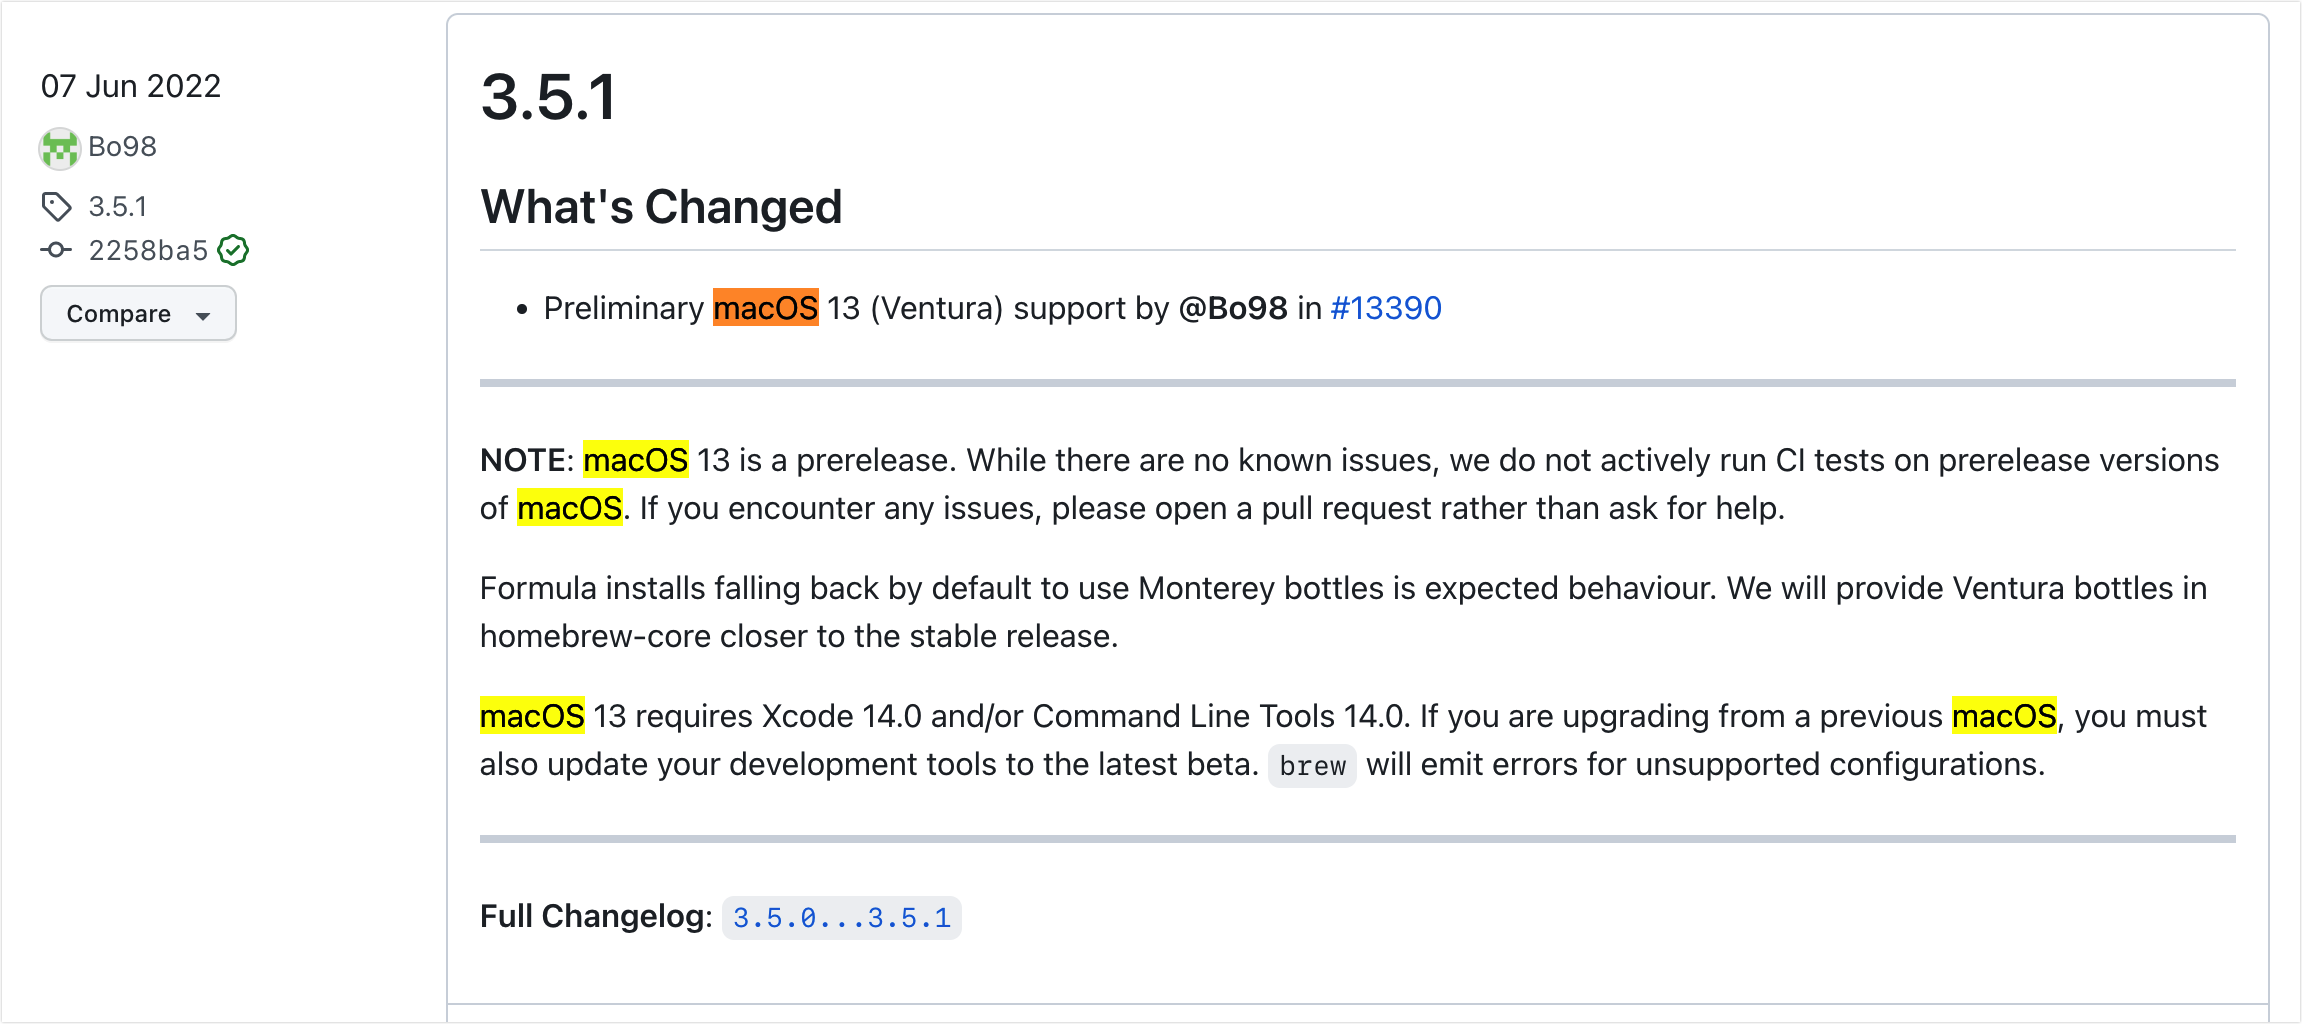 07 Jun 2022
Bo98
3.5.1
2258ba5
Compare
3.5.1
What's Changed
• Preliminary macOS 13 (Ventura) support by @Bo98 in #13390
NOTE: macOS 13 is a prerelease. While there are no known issues, we do not actively run CI tests on prerelease versions
of macOS. If you encounter any issues, please open a pull request rather than ask for help.
Formula installs falling back by default to use Monterey bottles is expected behaviour. We will provide Ventura bottles in
homebrew-core closer to the stable release.
macOS 13 requires Xcode 14.0 and/or Command Line Tools 14.0. If you are upgrading from a previous macOS, you must
also update your development tools to the latest beta. brew will emit errors for unsupported configurations.
Full Changelog: 3.5.0...3.5.1